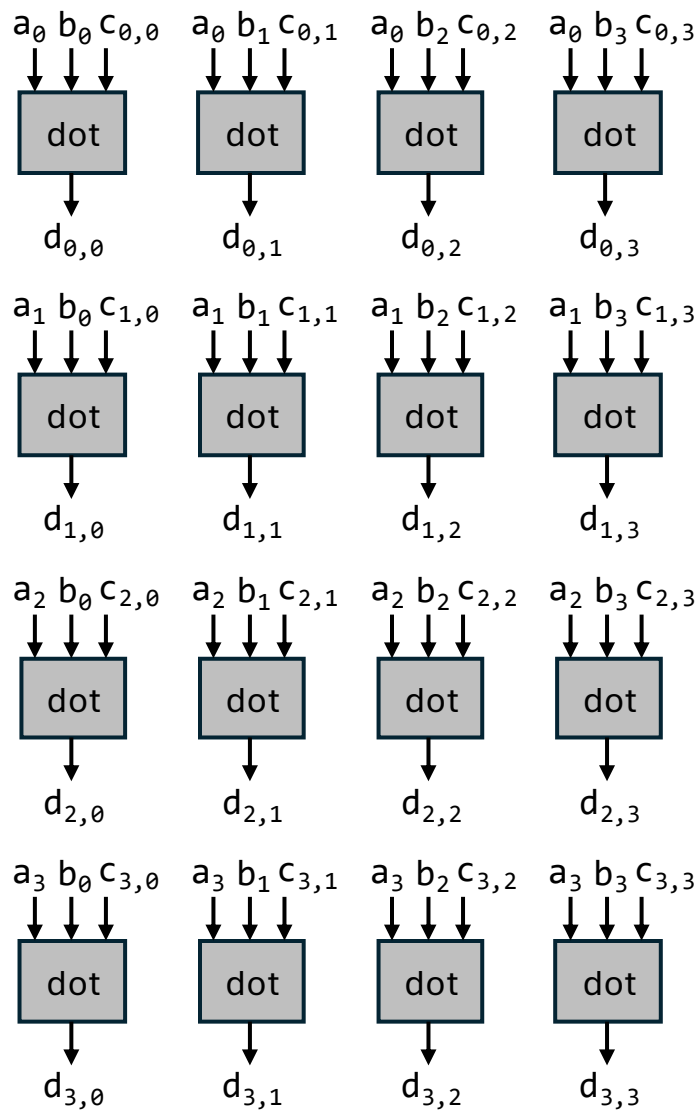 a₀ b₀ c₀,₀ a₀ b₁ c₀,₁ a₀ b₂ c₀,₂ a₀ b₃ c₀,₃
dot dot dot dot
d₀,₀ d₀,₁ d₀,₂ d₀,₃
a₁ b₀ c₁,₀ a₁ b₁ c₁,₁ a₁ b₂ c₁,₂ a₁ b₃ c₁,₃
dot dot dot dot
d₁,₀ d₁,₁ d₁,₂ d₁,₃
a₂ b₀ c₂,₀ a₂ b₁ c₂,₁ a₂ b₂ c₂,₂ a₂ b₃ c₂,₃
dot dot dot dot
d₂,₀ d₂,₁ d₂,₂ d₂,₃
a₃ b₀ c₃,₀ a₃ b₁ c₃,₁ a₃ b₂ c₃,₂ a₃ b₃ c₃,₃
dot dot dot dot
d₃,₀ d₃,₁ d₃,₂ d₃,₃